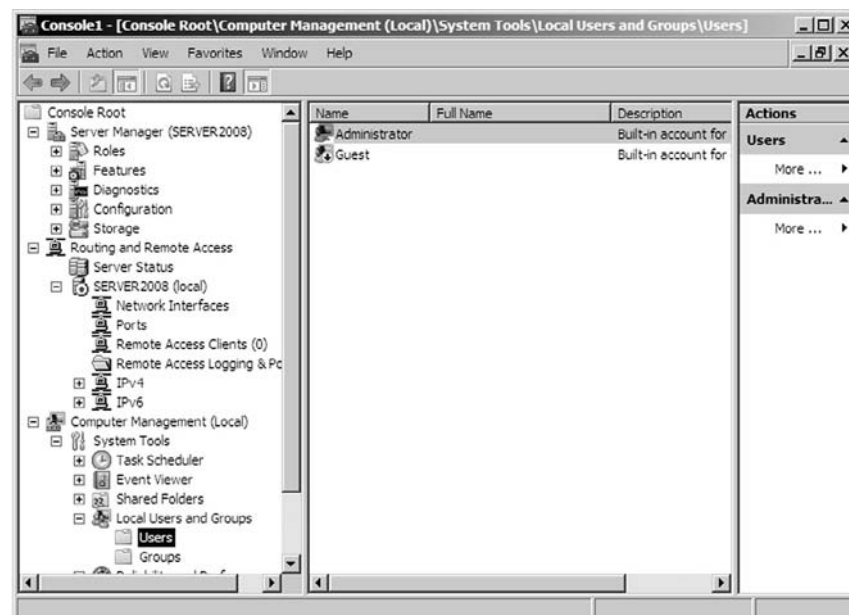 Console1 - [Console Root\Computer Management (Local)\System Tools\Local Users and Groups\Users]
File Action View Favorites Window Help
Console Root
Server Manager (SERVER2008)
Roles
Features
Diagnostics
Configuration
Storage
Routing and Remote Access
Server Status
SERVER2008 (local)
Network Interfaces
Ports
Remote Access Clients (0)
Remote Access Logging & Po
IPv4
IPv6
Computer Management (Local)
System Tools
Task Scheduler
Event Viewer
Shared Folders
Local Users and Groups
Users
Groups
Name Full Name Description
Administrator Built-in account for
Guest Built-in account for
Actions
Users
More ...
Administra...
More ...